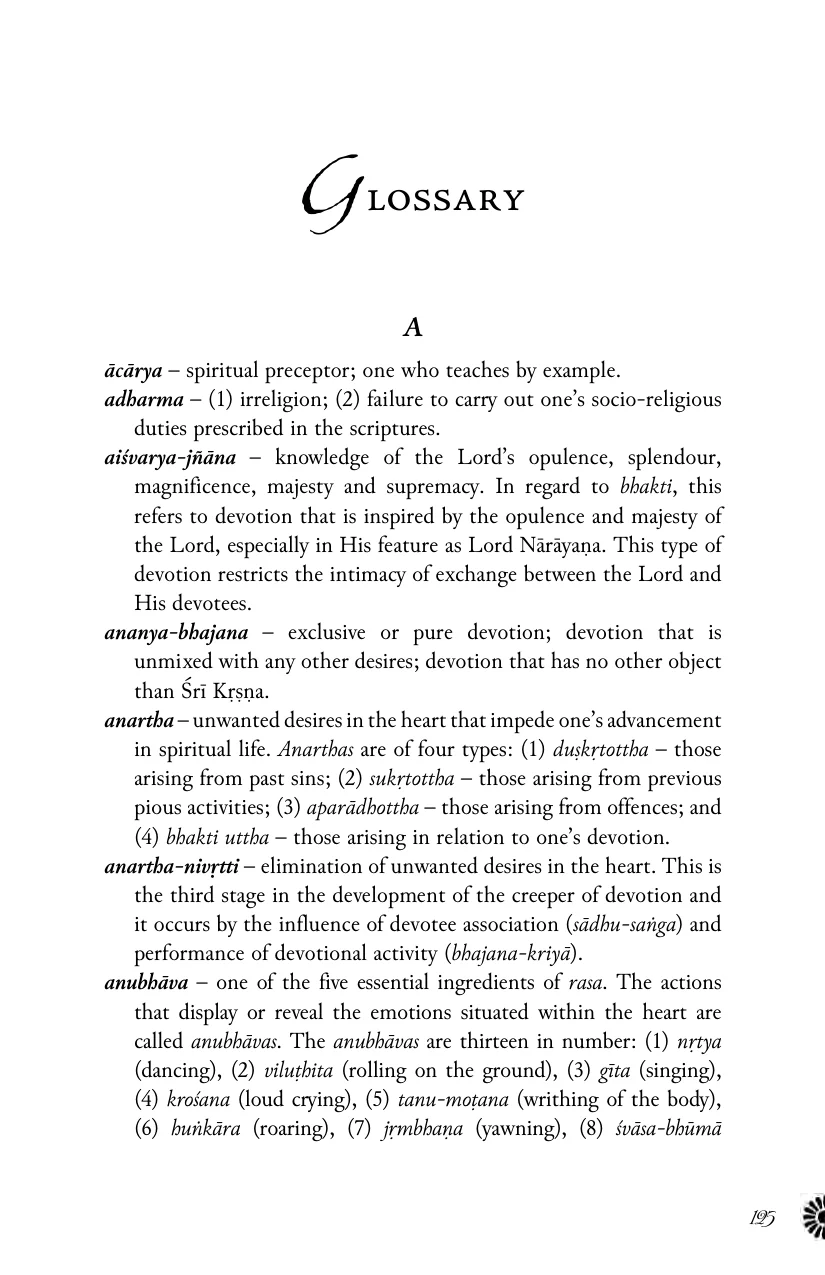 GLOSSARY
A
ācārya – spiritual preceptor; one who teaches by example.
adharma – (1) irreligion; (2) failure to carry out one’s socio-religious
duties prescribed in the scriptures.
aiśvarya-jñāna – knowledge of the Lord’s opulence, splendour,
magnificence, majesty and supremacy. In regard to bhakti, this
refers to devotion that is inspired by the opulence and majesty of
the Lord, especially in His feature as Lord Nārāyaṇa. This type of
devotion restricts the intimacy of exchange between the Lord and
His devotees.
ananya-bhajana – exclusive or pure devotion; devotion that is
unmixed with any other desires; devotion that has no other object
than Śrī Kṛṣṇa.
anartha – unwanted desires in the heart that impede one’s advancement
in spiritual life. Anarthas are of four types: (1) duṣkṛtottha – those
arising from past sins; (2) sukṛtottha – those arising from previous
pious activities; (3) aparādhottha – those arising from offences; and
(4) bhakti uttha – those arising in relation to one’s devotion.
anartha-nivṛtti – elimination of unwanted desires in the heart. This is
the third stage in the development of the creeper of devotion and
it occurs by the influence of devotee association (sādhu-saṅga) and
performance of devotional activity (bhajana-kriyā).
anubhāva – one of the five essential ingredients of rasa. The actions
that display or reveal the emotions situated within the heart are
called anubhāvas. The anubhāvas are thirteen in number: (1) nṛtya
(dancing), (2) viluṭhita (rolling on the ground), (3) gīta (singing),
(4) krośana (loud crying), (5) tanu-moṭana (writhing of the body),
(6) huṅkāra (roaring), (7) jṛmbhaṇa (yawning), (8) śvāsa-bhūmā
125